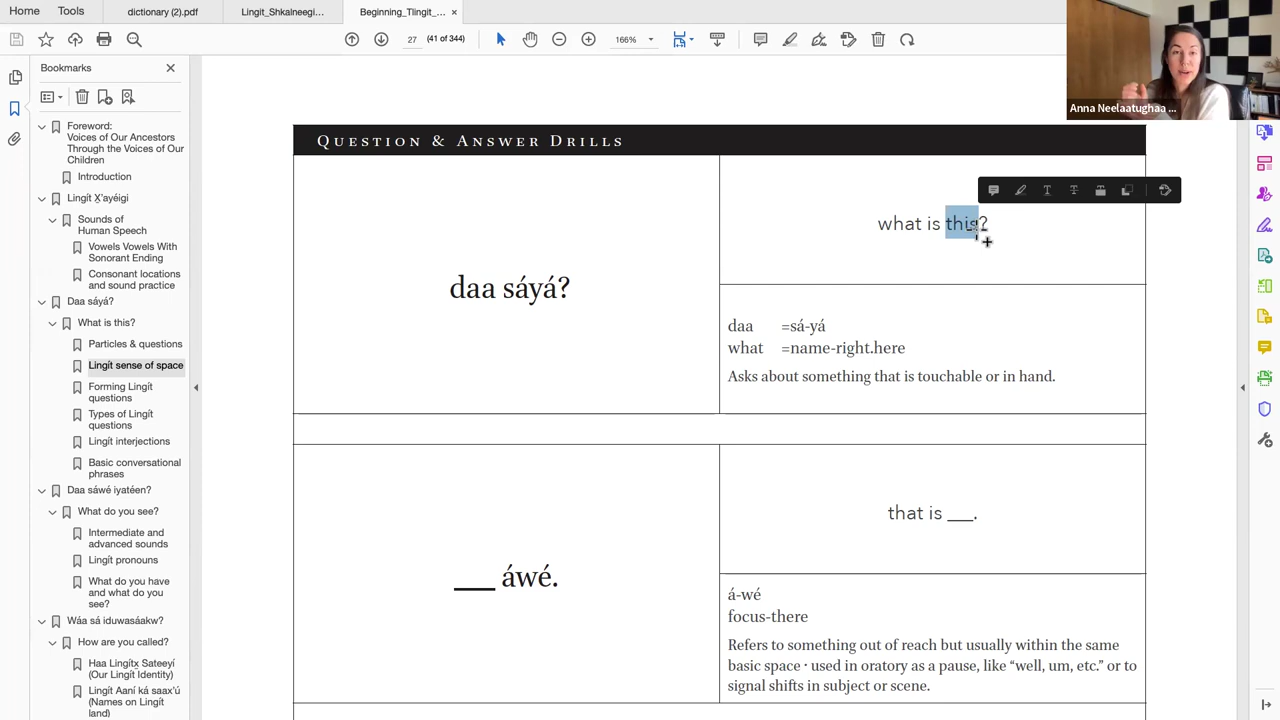 Home
Tools
dictionary (2).pdf
Lingit_Shkalneegi...
Beginning_Tlingit_...
27
(41 of 344)
166%
Bookmarks
Foreword:
Voices of Our Ancestors
Through the Voices of Our
Children
Introduction
Lingít X̱ʼayéigi
Sounds of
Human Speech
Vowels Vowels With
Sonorant Ending
Consonant locations
and sound practice
Daa sáyá?
What is this?
Particles & questions
Lingít sense of space
Forming Lingít
questions
Types of Lingít
questions
Lingít interjections
Basic conversational
phrases
Daa sáwé iyatéen?
What do you see?
Intermediate and
advanced sounds
Lingít pronouns
What do you have
and what do you
see?
Wáa sá iduwasáakw?
How are you called?
Haa Lingítx Sateeyí
(Our Lingít Identity)
Lingít Aaní ká saax'ú
(Names on Lingít
land)
Question & Answer Drills
daa sáyá?
what is this?
daa =sá-yá
what =name-right.here
Asks about something that is touchable or in hand.
___ áwé.
that is ___.
á-wé
focus-there
Refers to something out of reach but usually within the same
basic space · used in oratory as a pause, like “well, um, etc.” or to
signal shifts in subject or scene.
Anna Neelaatughaa ...